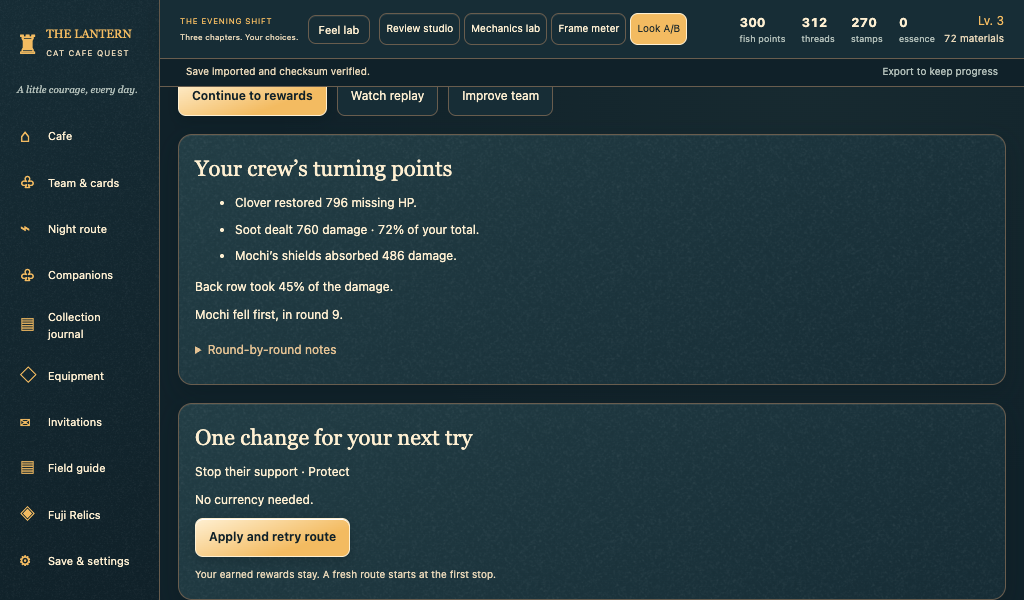 THE LANTERN
CAT CAFE QUEST
A little courage, every day.
Cafe
Team & cards
Night route
Companions
Collection
journal
Equipment
Invitations
Field guide
Fuji Relics
Save & settings
THE EVENING SHIFT
Three chapters. Your choices.
Feel lab
Review studio
Mechanics lab
Frame meter
Look A/B
300
fish points
312
threads
270
stamps
0
essence
Lv. 3
72 materials
Save imported and checksum verified.
Export to keep progress
Continue to rewards
Watch replay
Improve team
Your crew’s turning points
• Clover restored 796 missing HP.
• Soot dealt 760 damage · 72% of your total.
• Mochi’s shields absorbed 486 damage.
Back row took 45% of the damage.
Mochi fell first, in round 9.
Round-by-round notes
One change for your next try
Stop their support · Protect
No currency needed.
Apply and retry route
Your earned rewards stay. A fresh route starts at the first stop.